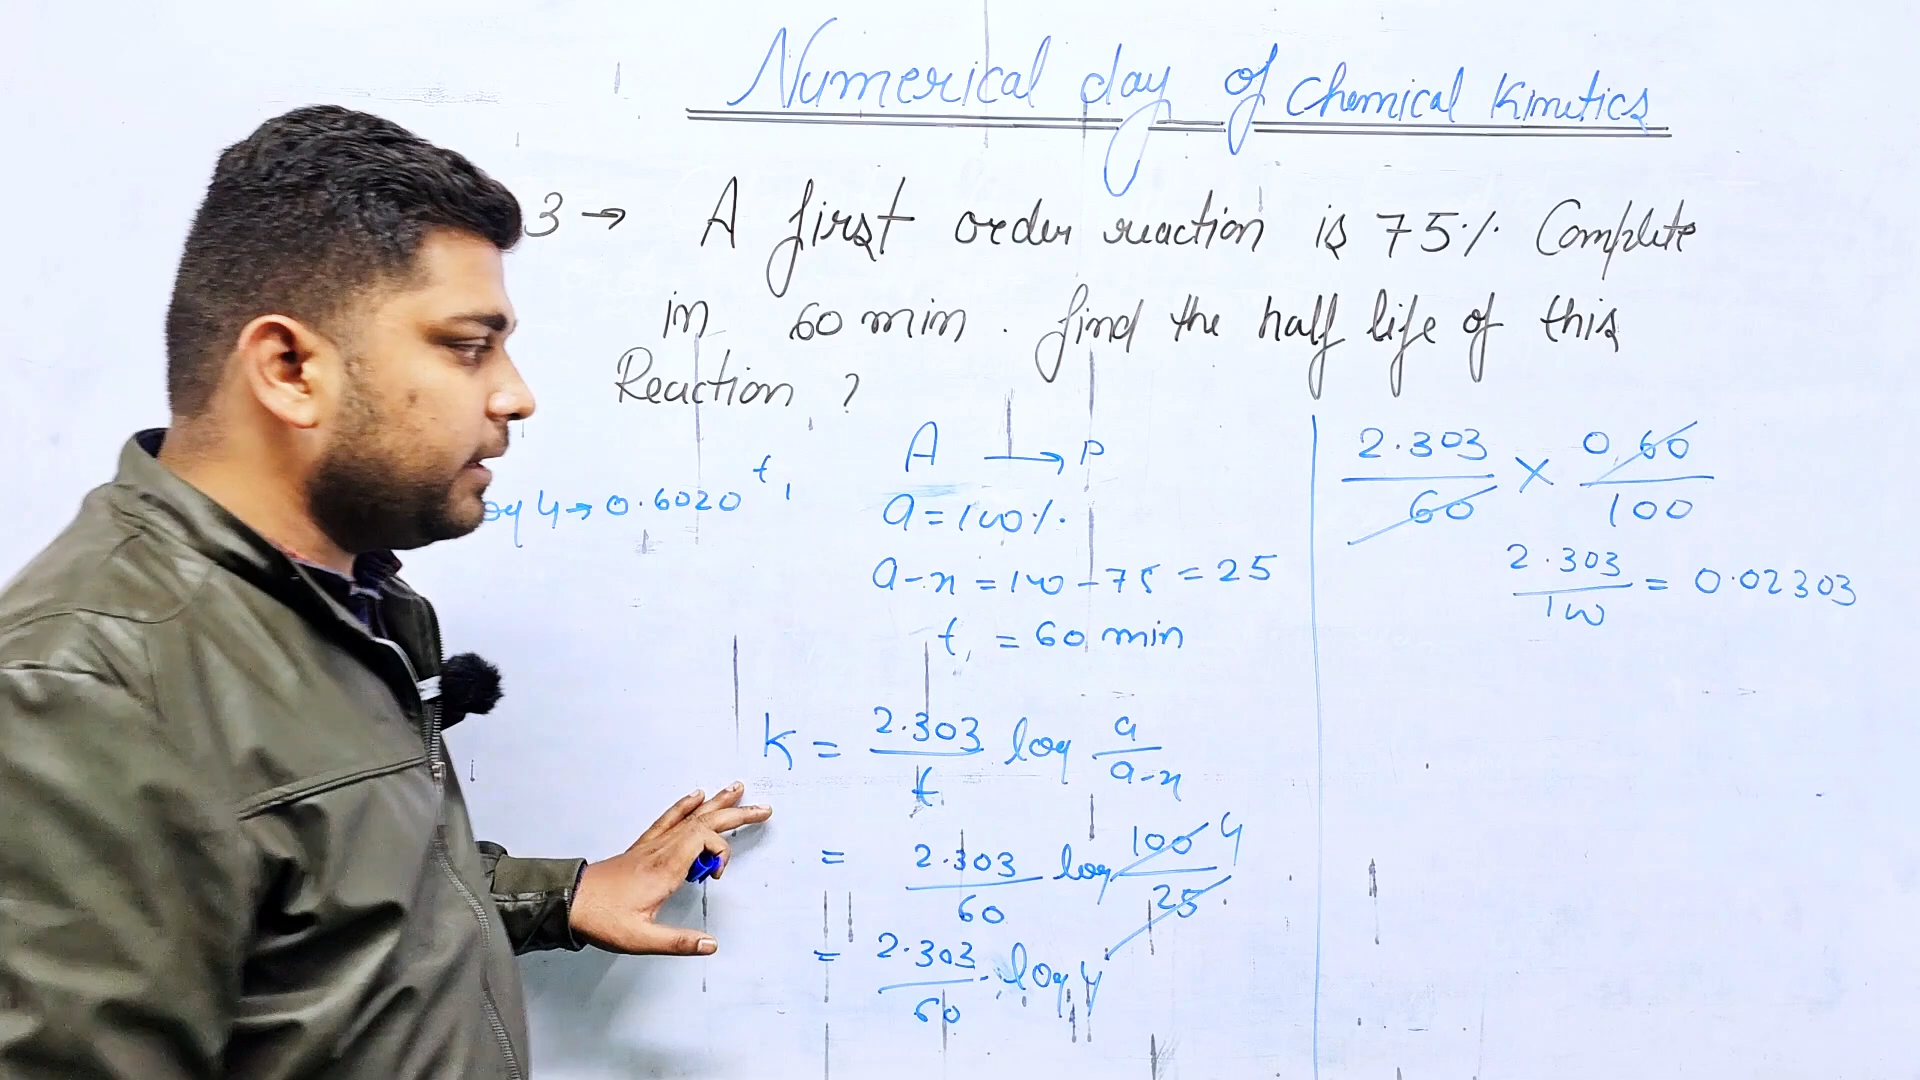 Numerical day of Chemical Kinetics
3 → A first order reaction is 75% Complete
in 60 min. find the half life of this
Reaction ?
A → P
log 4 → 0.6020
t₁
a = 100%
a-x = 100 - 75 = 25
t₁ = 60 min
K = 2.303/t log a/a-x
= 2.303/60 log 100/25 4
= 2.303/60 log 4
2.303/60 × 0.60/100
2.303/100 = 0.02303